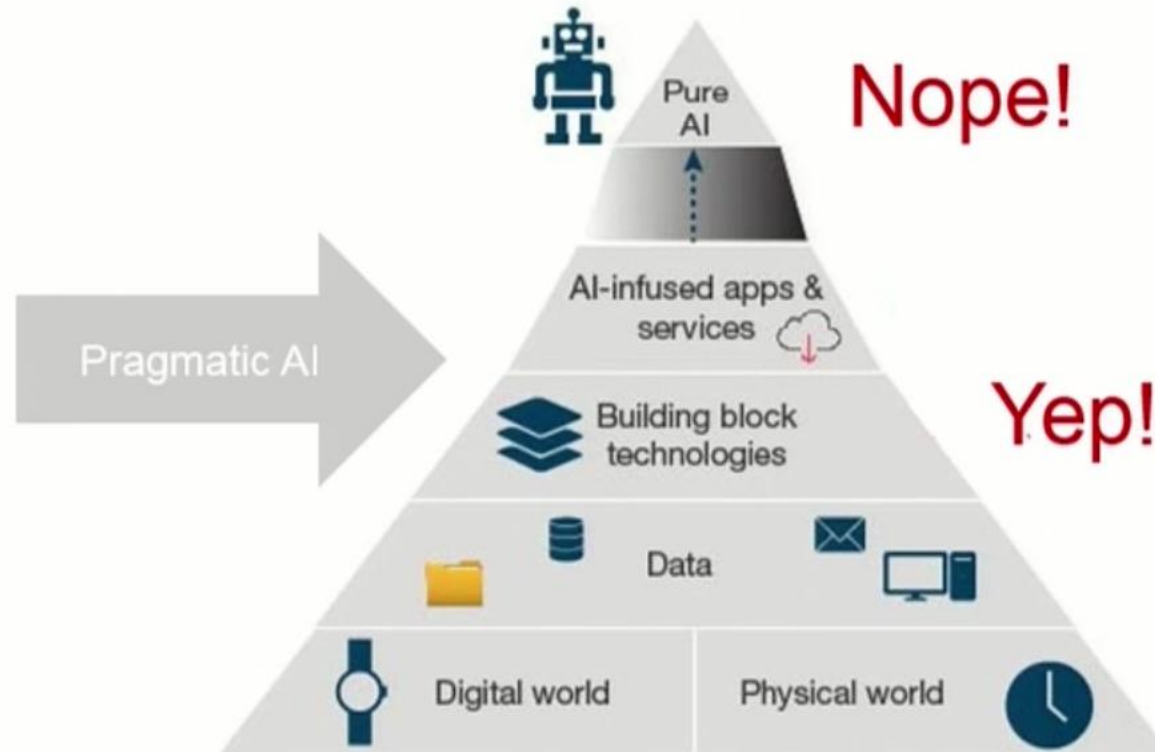 Pure
AI
Nope!
AI-infused apps &
services
Pragmatic AI
Building block
technologies
Yep!
Data
Digital world
Physical world